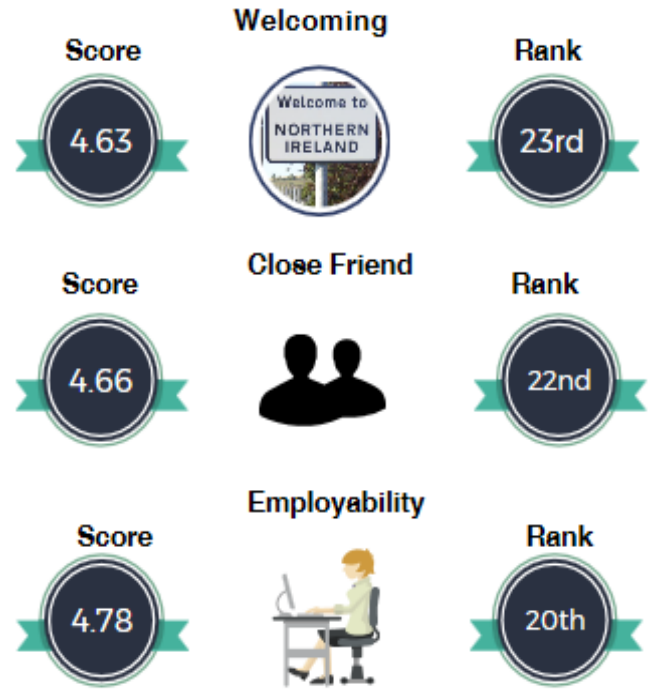 Welcoming
Score
Rank
4.63
Welcome to
NORTHERN
IRELAND
23rd
Close Friend
Score
Rank
4.66
22nd
Employability
Score
Rank
4.78
20th